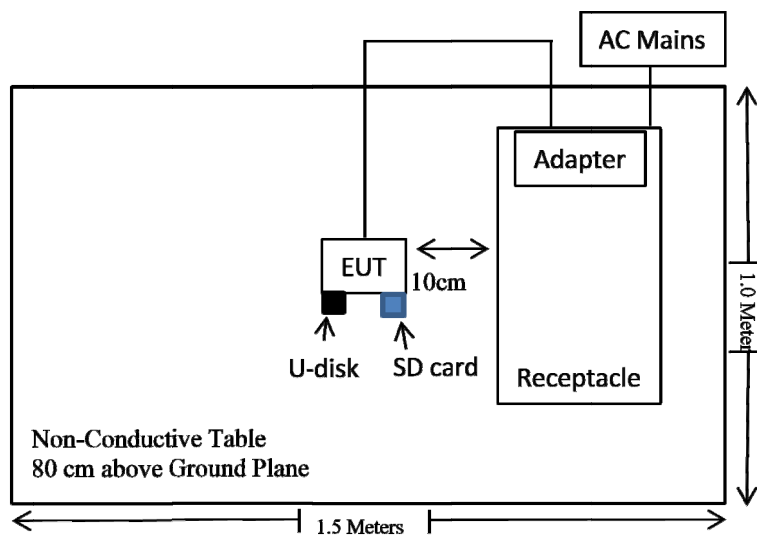 AC Mains
Adapter
EUT
10cm
U-disk
SD card
Receptacle
1.0 Meter
Non-Conductive Table
80 cm above Ground Plane
1.5 Meters